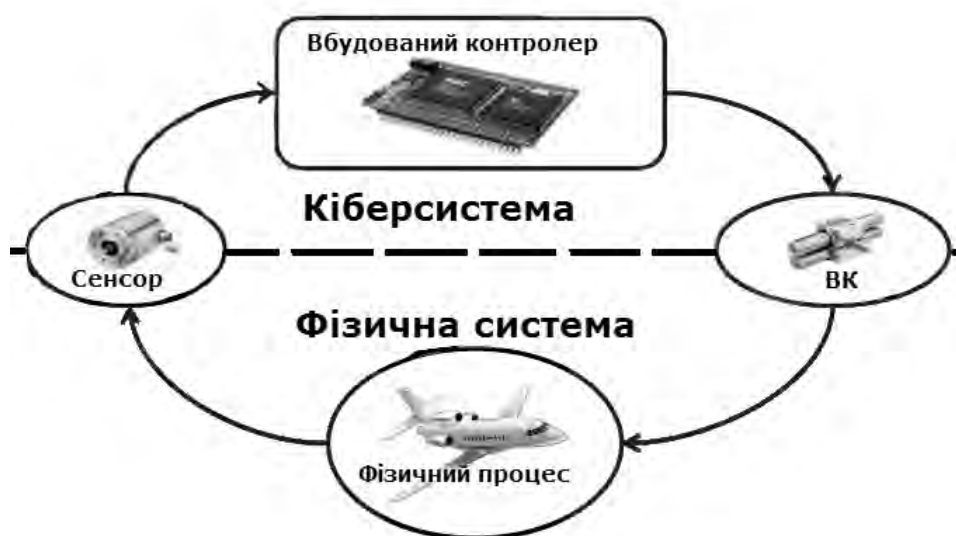 Вбудований контролер
Кіберсистема
Сенсор
ВК
Фізична система
Фізичний процес